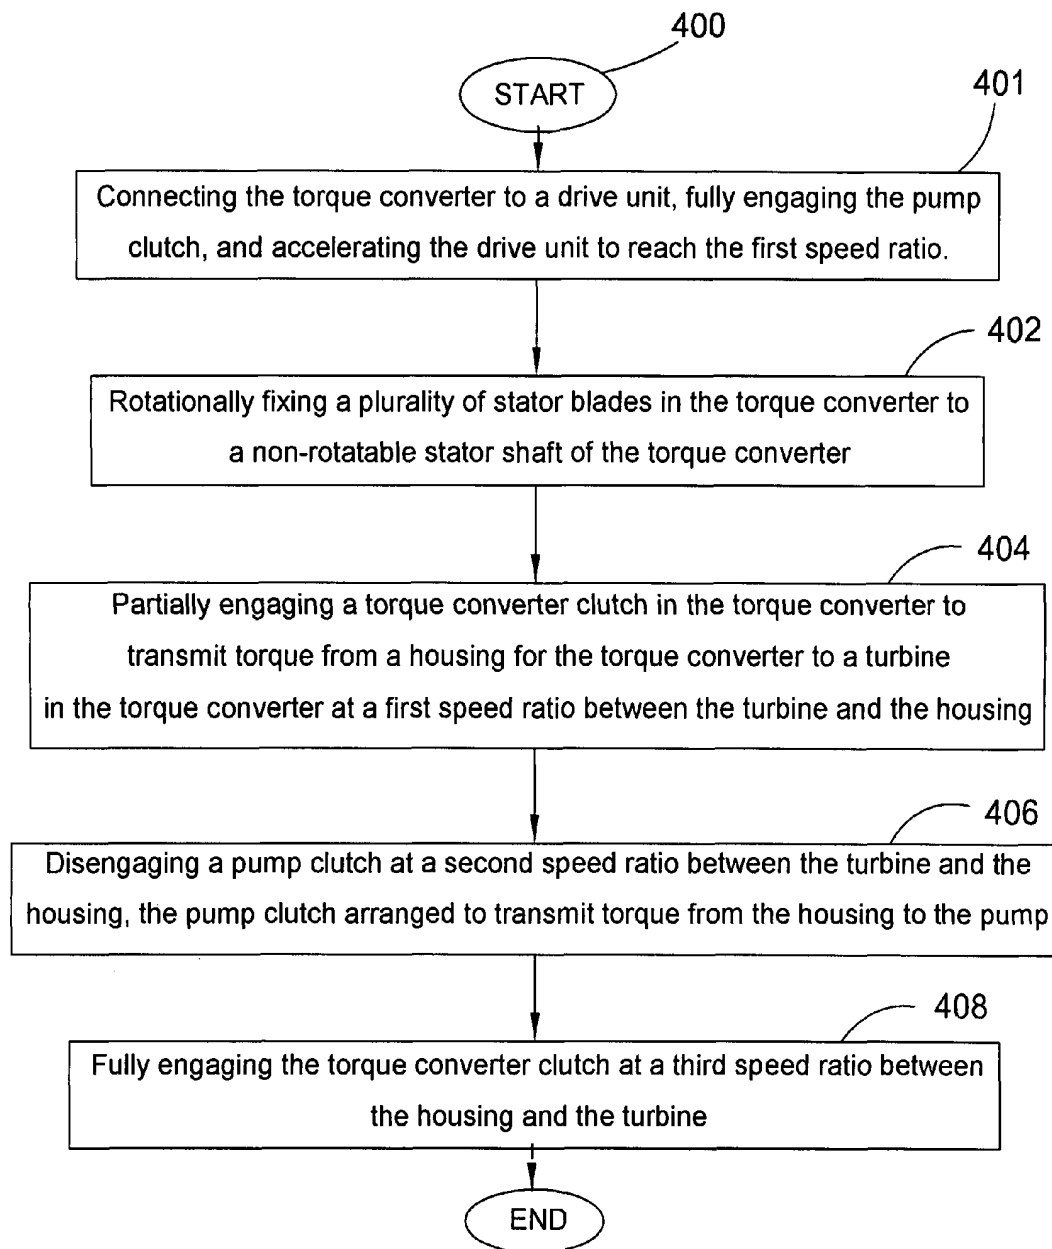 400
START
401
Connecting the torque converter to a drive unit, fully engaging the pump
clutch, and accelerating the drive unit to reach the first speed ratio.
402
Rotationally fixing a plurality of stator blades in the torque converter to
a non-rotatable stator shaft of the torque converter
404
Partially engaging a torque converter clutch in the torque converter to
transmit torque from a housing for the torque converter to a turbine
in the torque converter at a first speed ratio between the turbine and the housing
406
Disengaging a pump clutch at a second speed ratio between the turbine and the
housing, the pump clutch arranged to transmit torque from the housing to the pump
408
Fully engaging the torque converter clutch at a third speed ratio between
the housing and the turbine
END